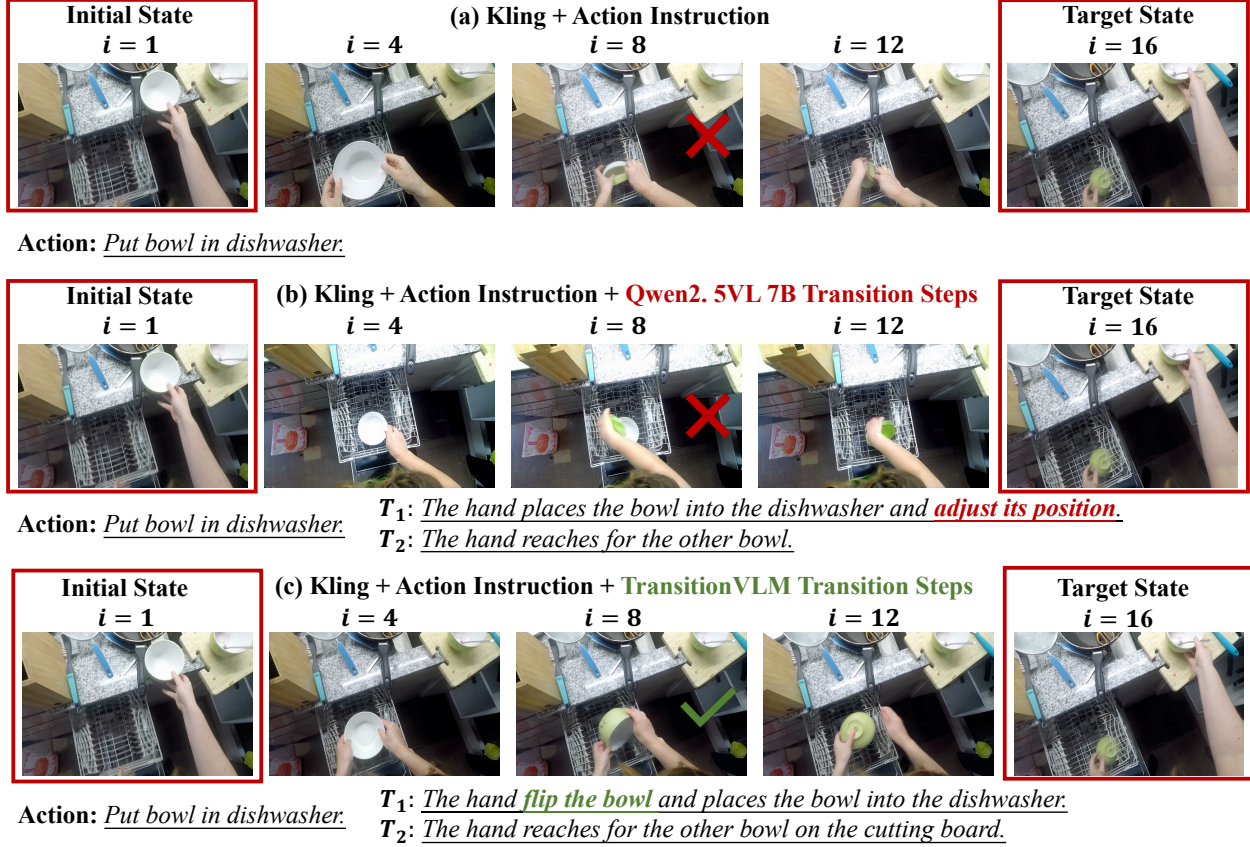 Initial State
(a) Kling + Action Instruction
Target State
i = 1
i = 4
i = 8
i = 12
i = 16
Action: Put bowl in dishwasher.
Initial State
(b) Kling + Action Instruction + Qwen2. 5VL 7B Transition Steps
Target State
i = 1
i = 4
i = 8
i = 12
i = 16
Action: Put bowl in dishwasher.
T₁: The hand places the bowl into the dishwasher and adjust its position.
T₂: The hand reaches for the other bowl.
Initial State
(c) Kling + Action Instruction + TransitionVLM Transition Steps
Target State
i = 1
i = 4
i = 8
i = 12
i = 16
Action: Put bowl in dishwasher.
T₁: The hand flip the bowl and places the bowl into the dishwasher.
T₂: The hand reaches for the other bowl on the cutting board.